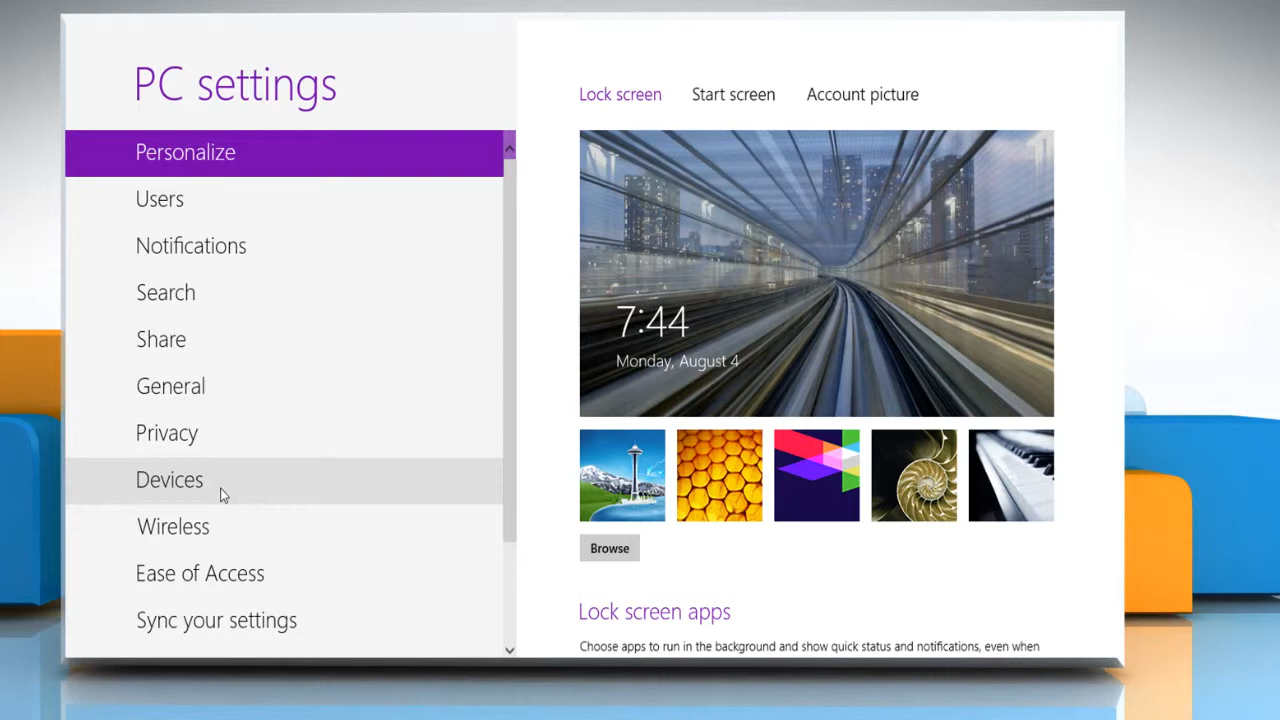 PC settings
Personalize
Users
Notifications
Search
Share
General
Privacy
Devices
Wireless
Ease of Access
Sync your settings
Lock screen
Start screen
Account picture
7:44
Monday, August 4
Browse
Lock screen apps
Choose apps to run in the background and show quick status and notifications, even when